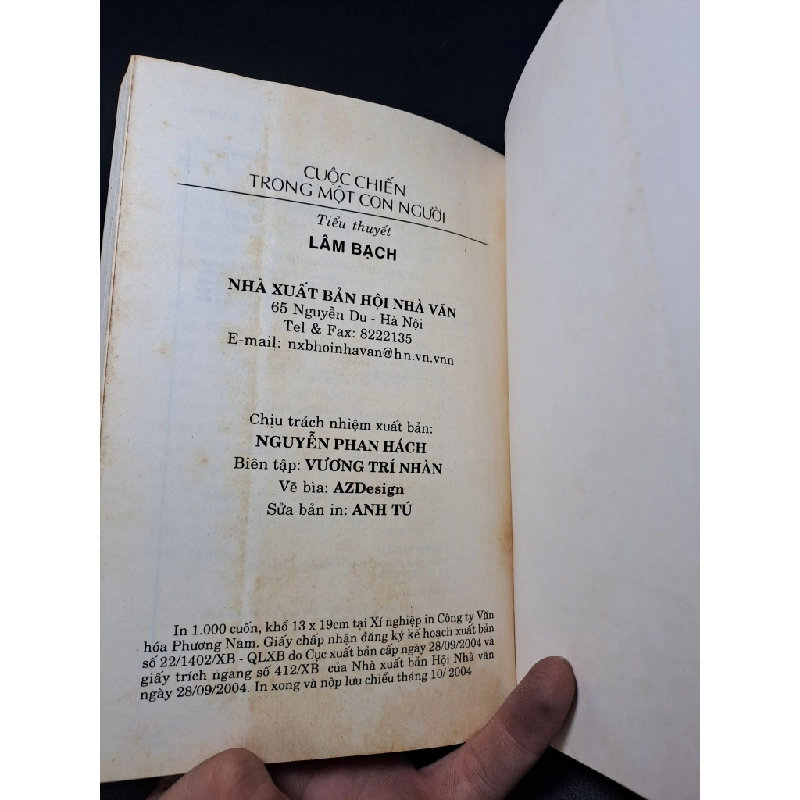 CUỘC CHIẾN
TRONG MỘT CON NGƯỜI
Tiểu thuyết
LÂM BẠCH
NHÀ XUẤT BẢN HỘI NHÀ VĂN
65 Nguyễn Du - Hà Nội
Tel & Fax: 8222135
E-mail: nxbhoinhavan@hn.vn.vnn
Chịu trách nhiệm xuất bản:
NGUYỄN PHAN HÁCH
Biên tập: VƯƠNG TRÍ NHÀN
Vẽ bìa: AZDesign
Sửa bản in: ANH TÚ
In 1.000 cuốn, khổ 13 x 19cm tại Xí nghiệp in Công ty Văn
hóa Phương Nam. Giấy chấp nhận đăng ký kế hoạch xuất bản
số 22/1402/XB - QLXB do Cục xuất bản cấp ngày 28/09/2004 và
giấy trích ngang số 412/XB của Nhà xuất bản Hội Nhà văn
ngày 28/09/2004. In xong và nộp lưu chiểu tháng 10/2004